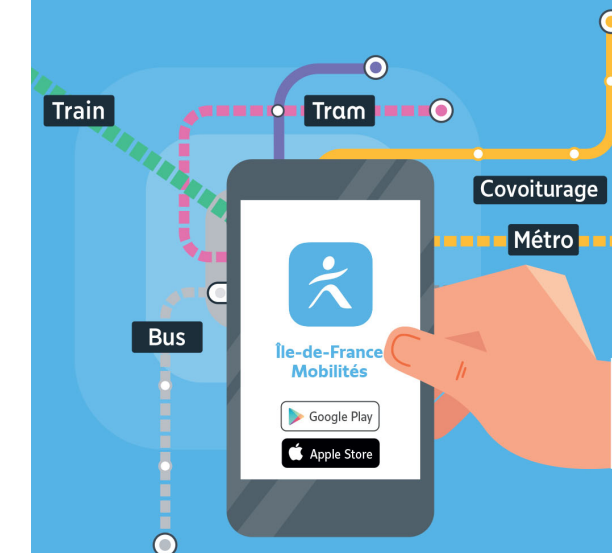 Train
Tram
Covoiturage
Métro
Bus
Île-de-France
Mobilités
Google Play
Apple Store